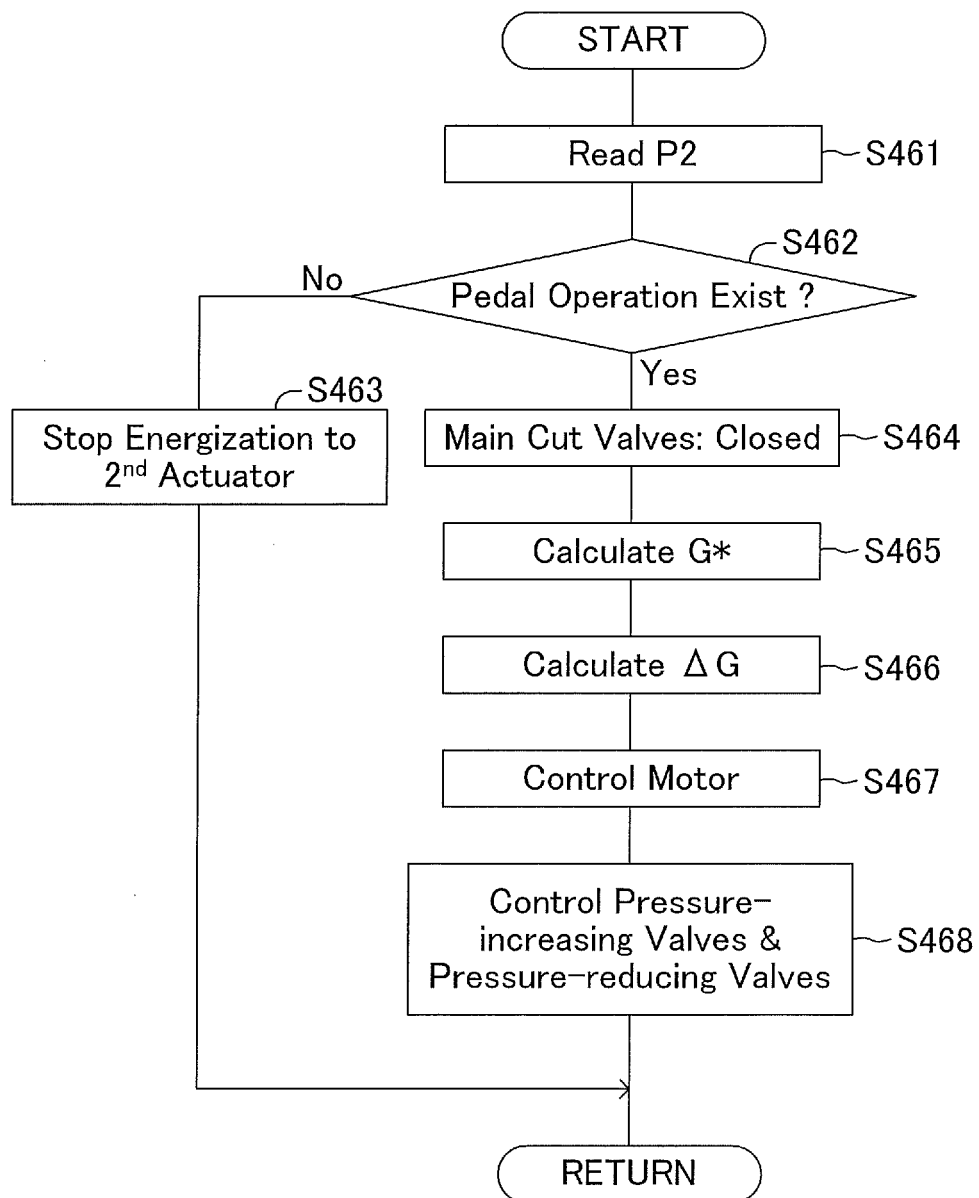 START
Read P2
S461
S462
No
Pedal Operation Exist ?
Yes
S463
Stop Energization to
2nd Actuator
Main Cut Valves: Closed
S464
Calculate G*
S465
Calculate ΔG
S466
Control Motor
S467
Control Pressure-
increasing Valves &
Pressure-reducing Valves
S468
RETURN